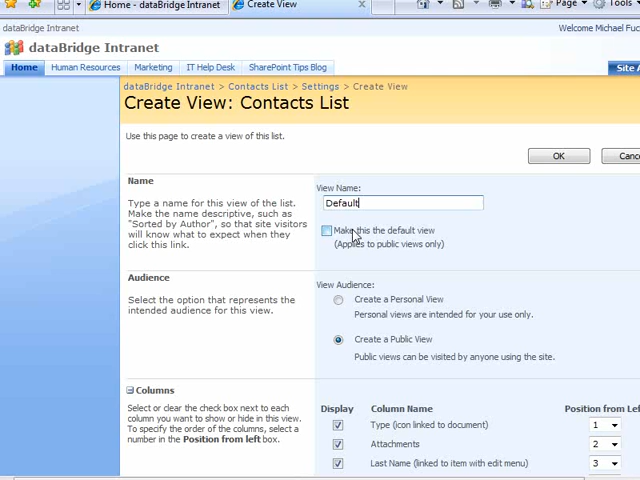 Home - dataBridge Intranet
Create View
Page
Tools
dataBridge Intranet
Welcome Michael Fuc
dataBridge Intranet
Home
Human Resources
Marketing
IT Help Desk
SharePoint Tips Blog
Site A
dataBridge Intranet > Contacts List > Settings > Create View
Create View: Contacts List
Use this page to create a view of this list.
OK
Canc
Name
Type a name for this view of the list.
Make the name descriptive, such as
"Sorted by Author", so that site visitors
will know what to expect when they
click this link.
View Name:
Default
Make this the default view
(Applies to public views only)
Audience
Select the option that represents the
intended audience for this view.
View Audience:
Create a Personal View
Personal views are intended for your use only.
Create a Public View
Public views can be visited by anyone using the site.
Columns
Select or clear the check box next to each
column you want to show or hide in this view.
To specify the order of the columns, select a
number in the Position from left box.
Display
Column Name
Position from Left
Type (icon linked to document)
1
Attachments
2
Last Name (linked to item with edit menu)
3